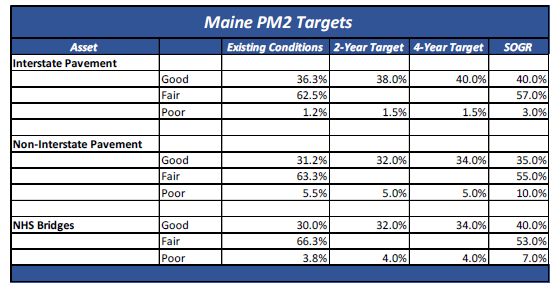 Maine PM2 Targets
Asset Existing Conditions 2-Year Target 4-Year Target SOGR
Interstate Pavement
Good 36.3% 38.0% 40.0% 40.0%
Fair 62.5% 57.0%
Poor 1.2% 1.5% 1.5% 3.0%
Non-Interstate Pavement
Good 31.2% 32.0% 34.0% 35.0%
Fair 63.3% 55.0%
Poor 5.5% 5.0% 5.0% 10.0%
NHS Bridges Good 30.0% 32.0% 34.0% 40.0%
Fair 66.3% 53.0%
Poor 3.8% 4.0% 4.0% 7.0%